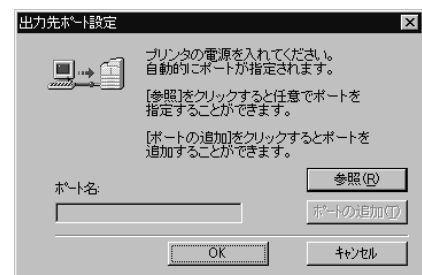 出力先ﾎﾟｰﾄ設定
プリンタの電源を入れてください。
自動的にポートが指定されます。
[参照]をクリックすると任意でポートを
指定することができます。
[ポートの追加]をクリックするとポートを
追加することができます。
ﾎﾟｰﾄ名:
参照(R)
ﾎﾟｰﾄの追加(T)
OK
ｷｬﾝｾﾙ